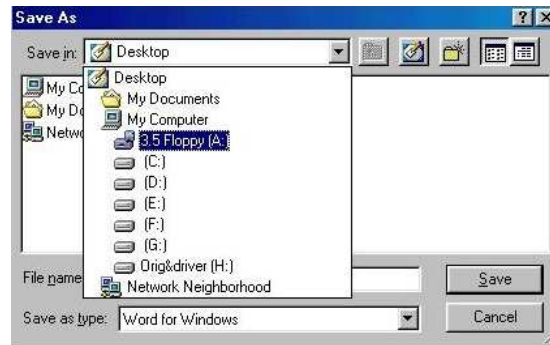 Save As
Save in: Desktop
Desktop
My Documents
My Computer
3.5 Floppy (A:)
(C:)
(D:)
(E:)
(F:)
(G:)
Orig&driver (H:)
Network Neighborhood
My Co
My Do
Netwo
File name
Save
Save as type: Word for Windows
Cancel